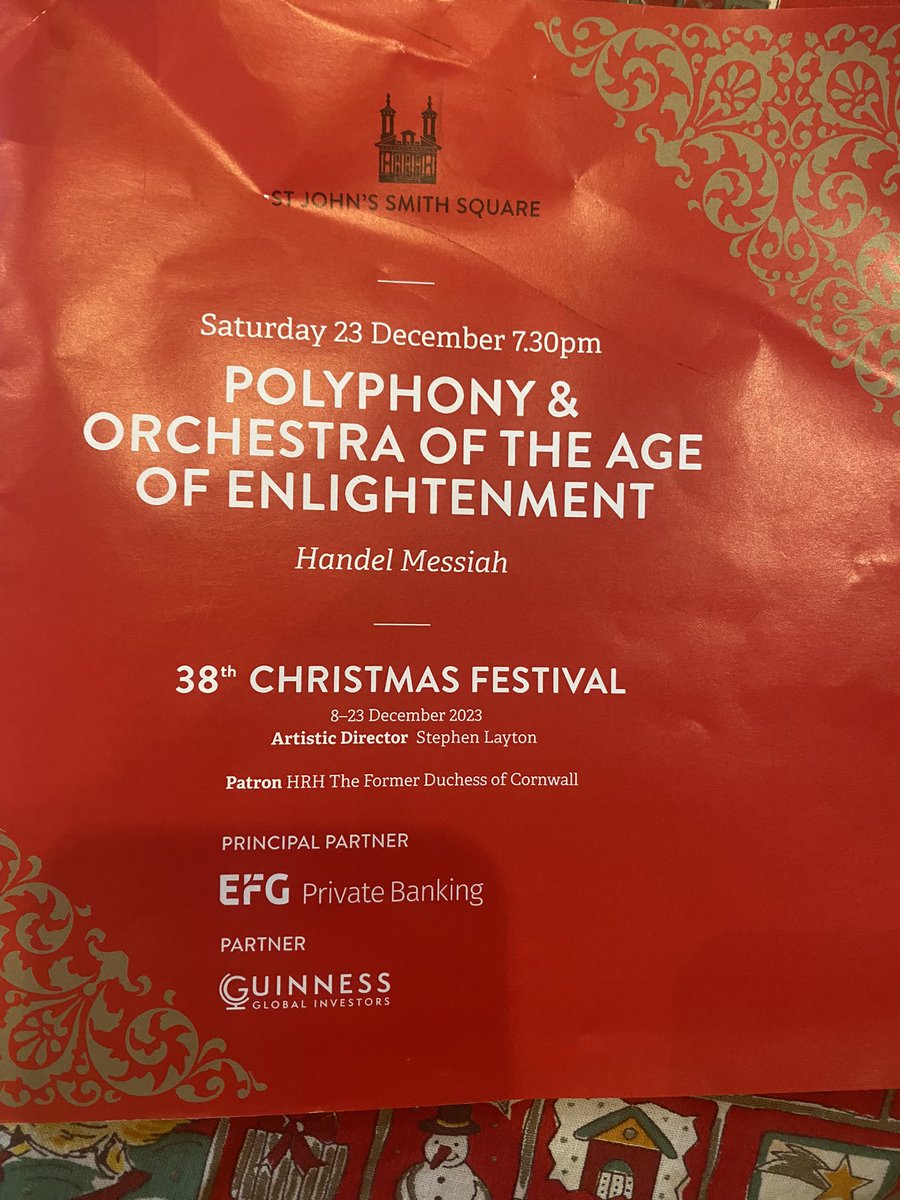 ST JOHN'S SMITH SQUARE
Saturday 23 December 7.30pm
POLYPHONY &
ORCHESTRA OF THE AGE
OF ENLIGHTENMENT
Handel Messiah
38th CHRISTMAS FESTIVAL
8–23 December 2023
Artistic Director Stephen Layton
Patron HRH The Former Duchess of Cornwall
PRINCIPAL PARTNER
EFG Private Banking
PARTNER
GUINNESS
GLOBAL INVESTORS